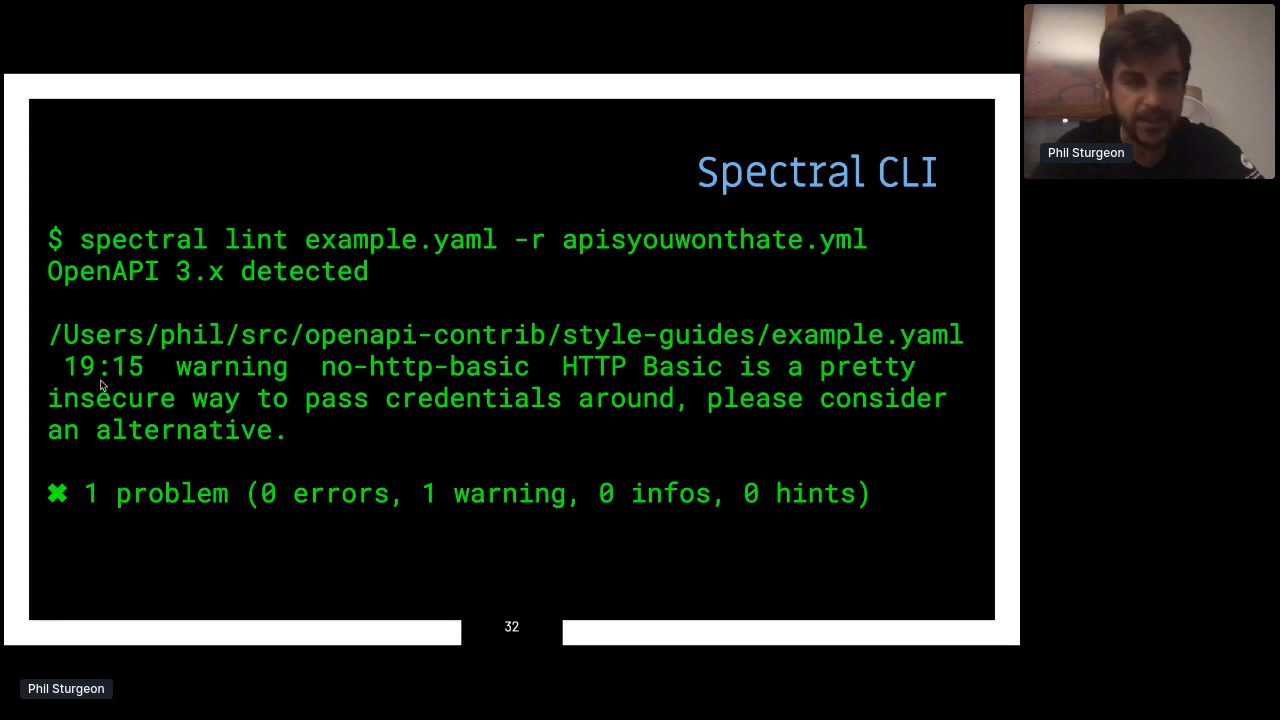 Spectral CLI
$ spectral lint example.yaml -r apisyouwonthate.yml
OpenAPI 3.x detected
/Users/phil/src/openapi-contrib/style-guides/example.yaml
19:15  warning  no-http-basic  HTTP Basic is a pretty
insecure way to pass credentials around, please consider
an alternative.
✖ 1 problem (0 errors, 1 warning, 0 infos, 0 hints)
32
Phil Sturgeon
Phil Sturgeon